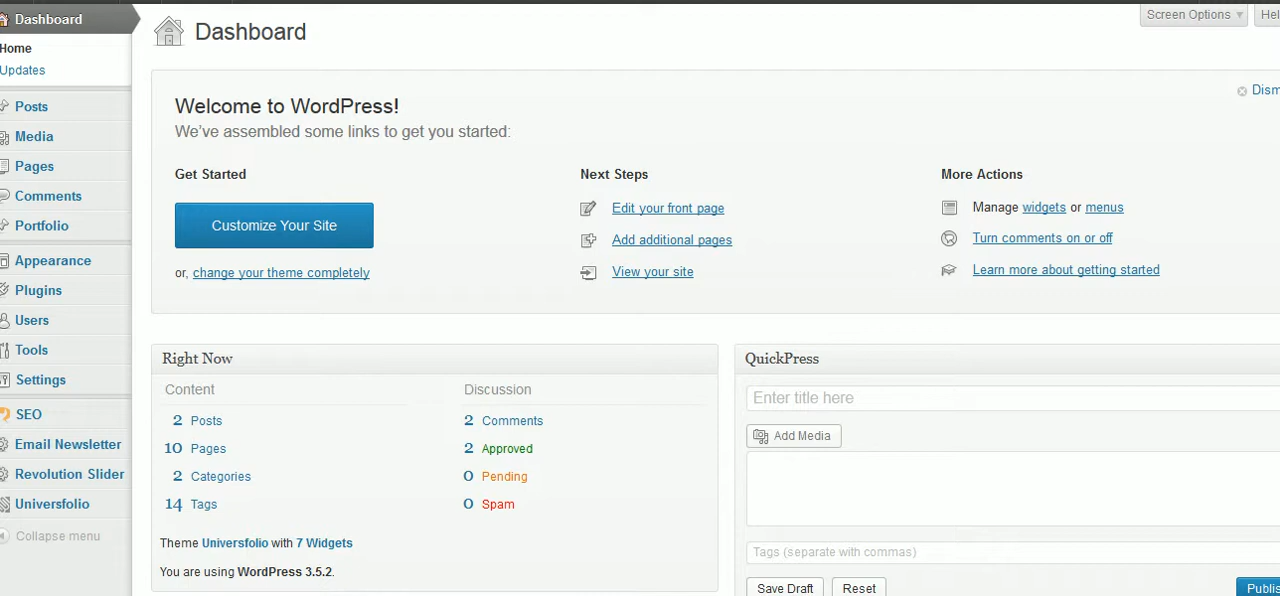 Dashboard
Home
Updates
Posts
Media
Pages
Comments
Portfolio
Appearance
Plugins
Users
Tools
Settings
SEO
Email Newsletter
Revolution Slider
Universfolio
Collapse menu
Dashboard
Screen Options
Hel
Welcome to WordPress!
Dism
We've assembled some links to get you started:
Get Started
Customize Your Site
or, change your theme completely
Next Steps
Edit your front page
Add additional pages
View your site
More Actions
Manage widgets or menus
Turn comments on or off
Learn more about getting started
Right Now
Content
2 Posts
10 Pages
2 Categories
14 Tags
Discussion
2 Comments
2 Approved
0 Pending
0 Spam
Theme Universfolio with 7 Widgets
You are using WordPress 3.5.2.
QuickPress
Enter title here
Add Media
Tags (separate with commas)
Save Draft
Reset
Publis